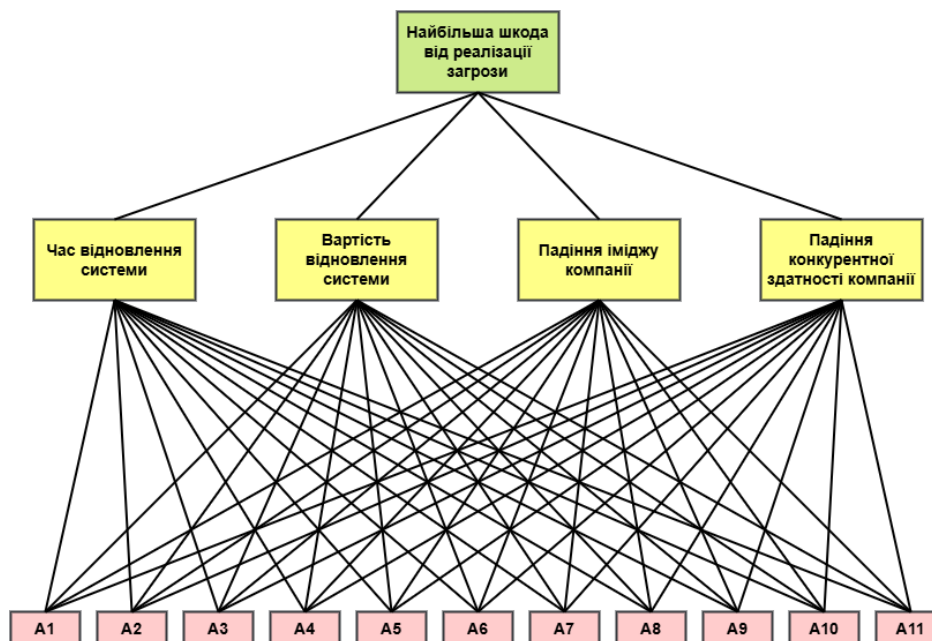 Найбільша шкода
від реалізації
загрози
Час відновлення
системи
Вартість
відновлення
системи
Падіння іміджу
компанії
Падіння
конкурентної
здатності компанії
A1
A2
A3
A4
A5
A6
A7
A8
A9
A10
A11